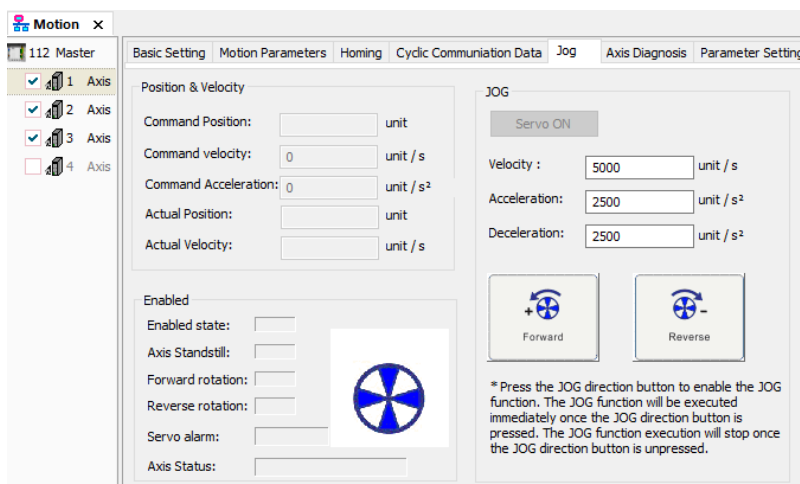 Motion X
112 Master
1 Axis
2 Axis
3 Axis
4 Axis
Basic Setting Motion Parameters Homing Cyclic Communiation Data Jog Axis Diagnosis Parameter Setting
Position & Velocity
Command Position: unit
Command velocity: 0 unit / s
Command Acceleration: 0 unit / s²
Actual Position: unit
Actual Velocity: unit / s
Enabled
Enabled state:
Axis Standstill:
Forward rotation:
Reverse rotation:
Servo alarm:
Axis Status:
JOG
Servo ON
Velocity : 5000 unit / s
Acceleration: 2500 unit / s²
Deceleration: 2500 unit / s²
+
Forward
-
Reverse
* Press the JOG direction button to enable the JOG
function. The JOG function will be executed
immediately once the JOG direction button is
pressed. The JOG function execution will stop once
the JOG direction button is unpressed.